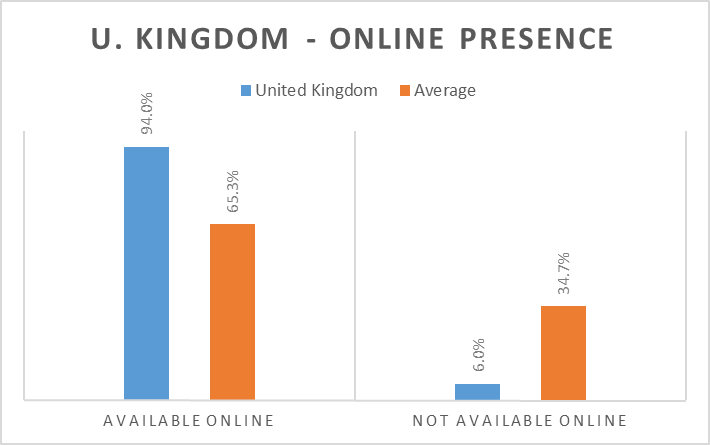 U. KINGDOM - ONLINE PRESENCE
United Kingdom Average
94.0%
65.3%
6.0%
34.7%
AVAILABLE ONLINE
NOT AVAILABLE ONLINE